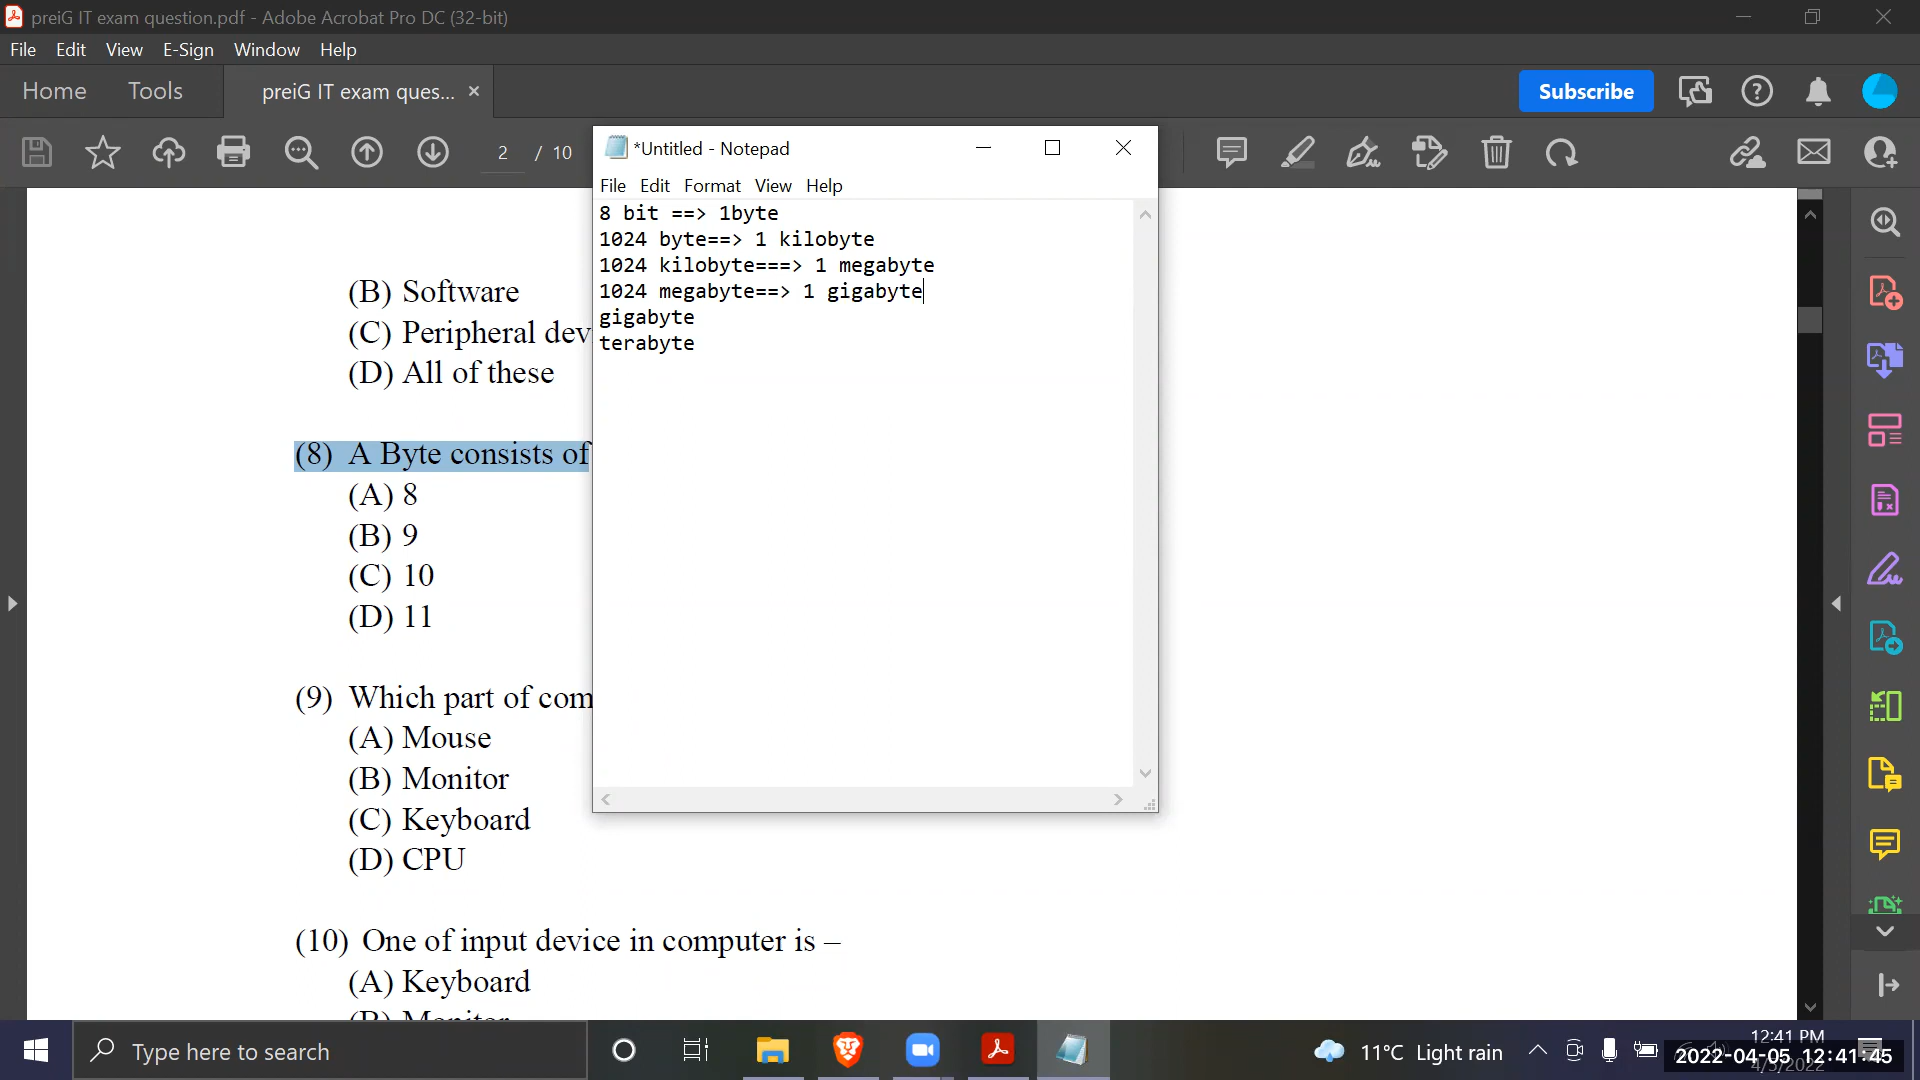 preiG IT exam question.pdf - Adobe Acrobat Pro DC (32-bit)
File Edit View E-Sign Window Help
Home Tools preiG IT exam ques... × Subscribe
2 / 10
*Untitled - Notepad
File Edit Format View Help
8 bit ==> 1byte
1024 byte==> 1 kilobyte
1024 kilobyte===> 1 megabyte
1024 megabyte==> 1 gigabyte
gigabyte
terabyte
(B) Software
(C) Peripheral dev
(D) All of these
(8) A Byte consists of
(A) 8
(B) 9
(C) 10
(D) 11
(9) Which part of com
(A) Mouse
(B) Monitor
(C) Keyboard
(D) CPU
(10) One of input device in computer is –
(A) Keyboard
(B) Monitor
Type here to search
11°C Light rain
12:41 PM
2022-04-05 12:41:45